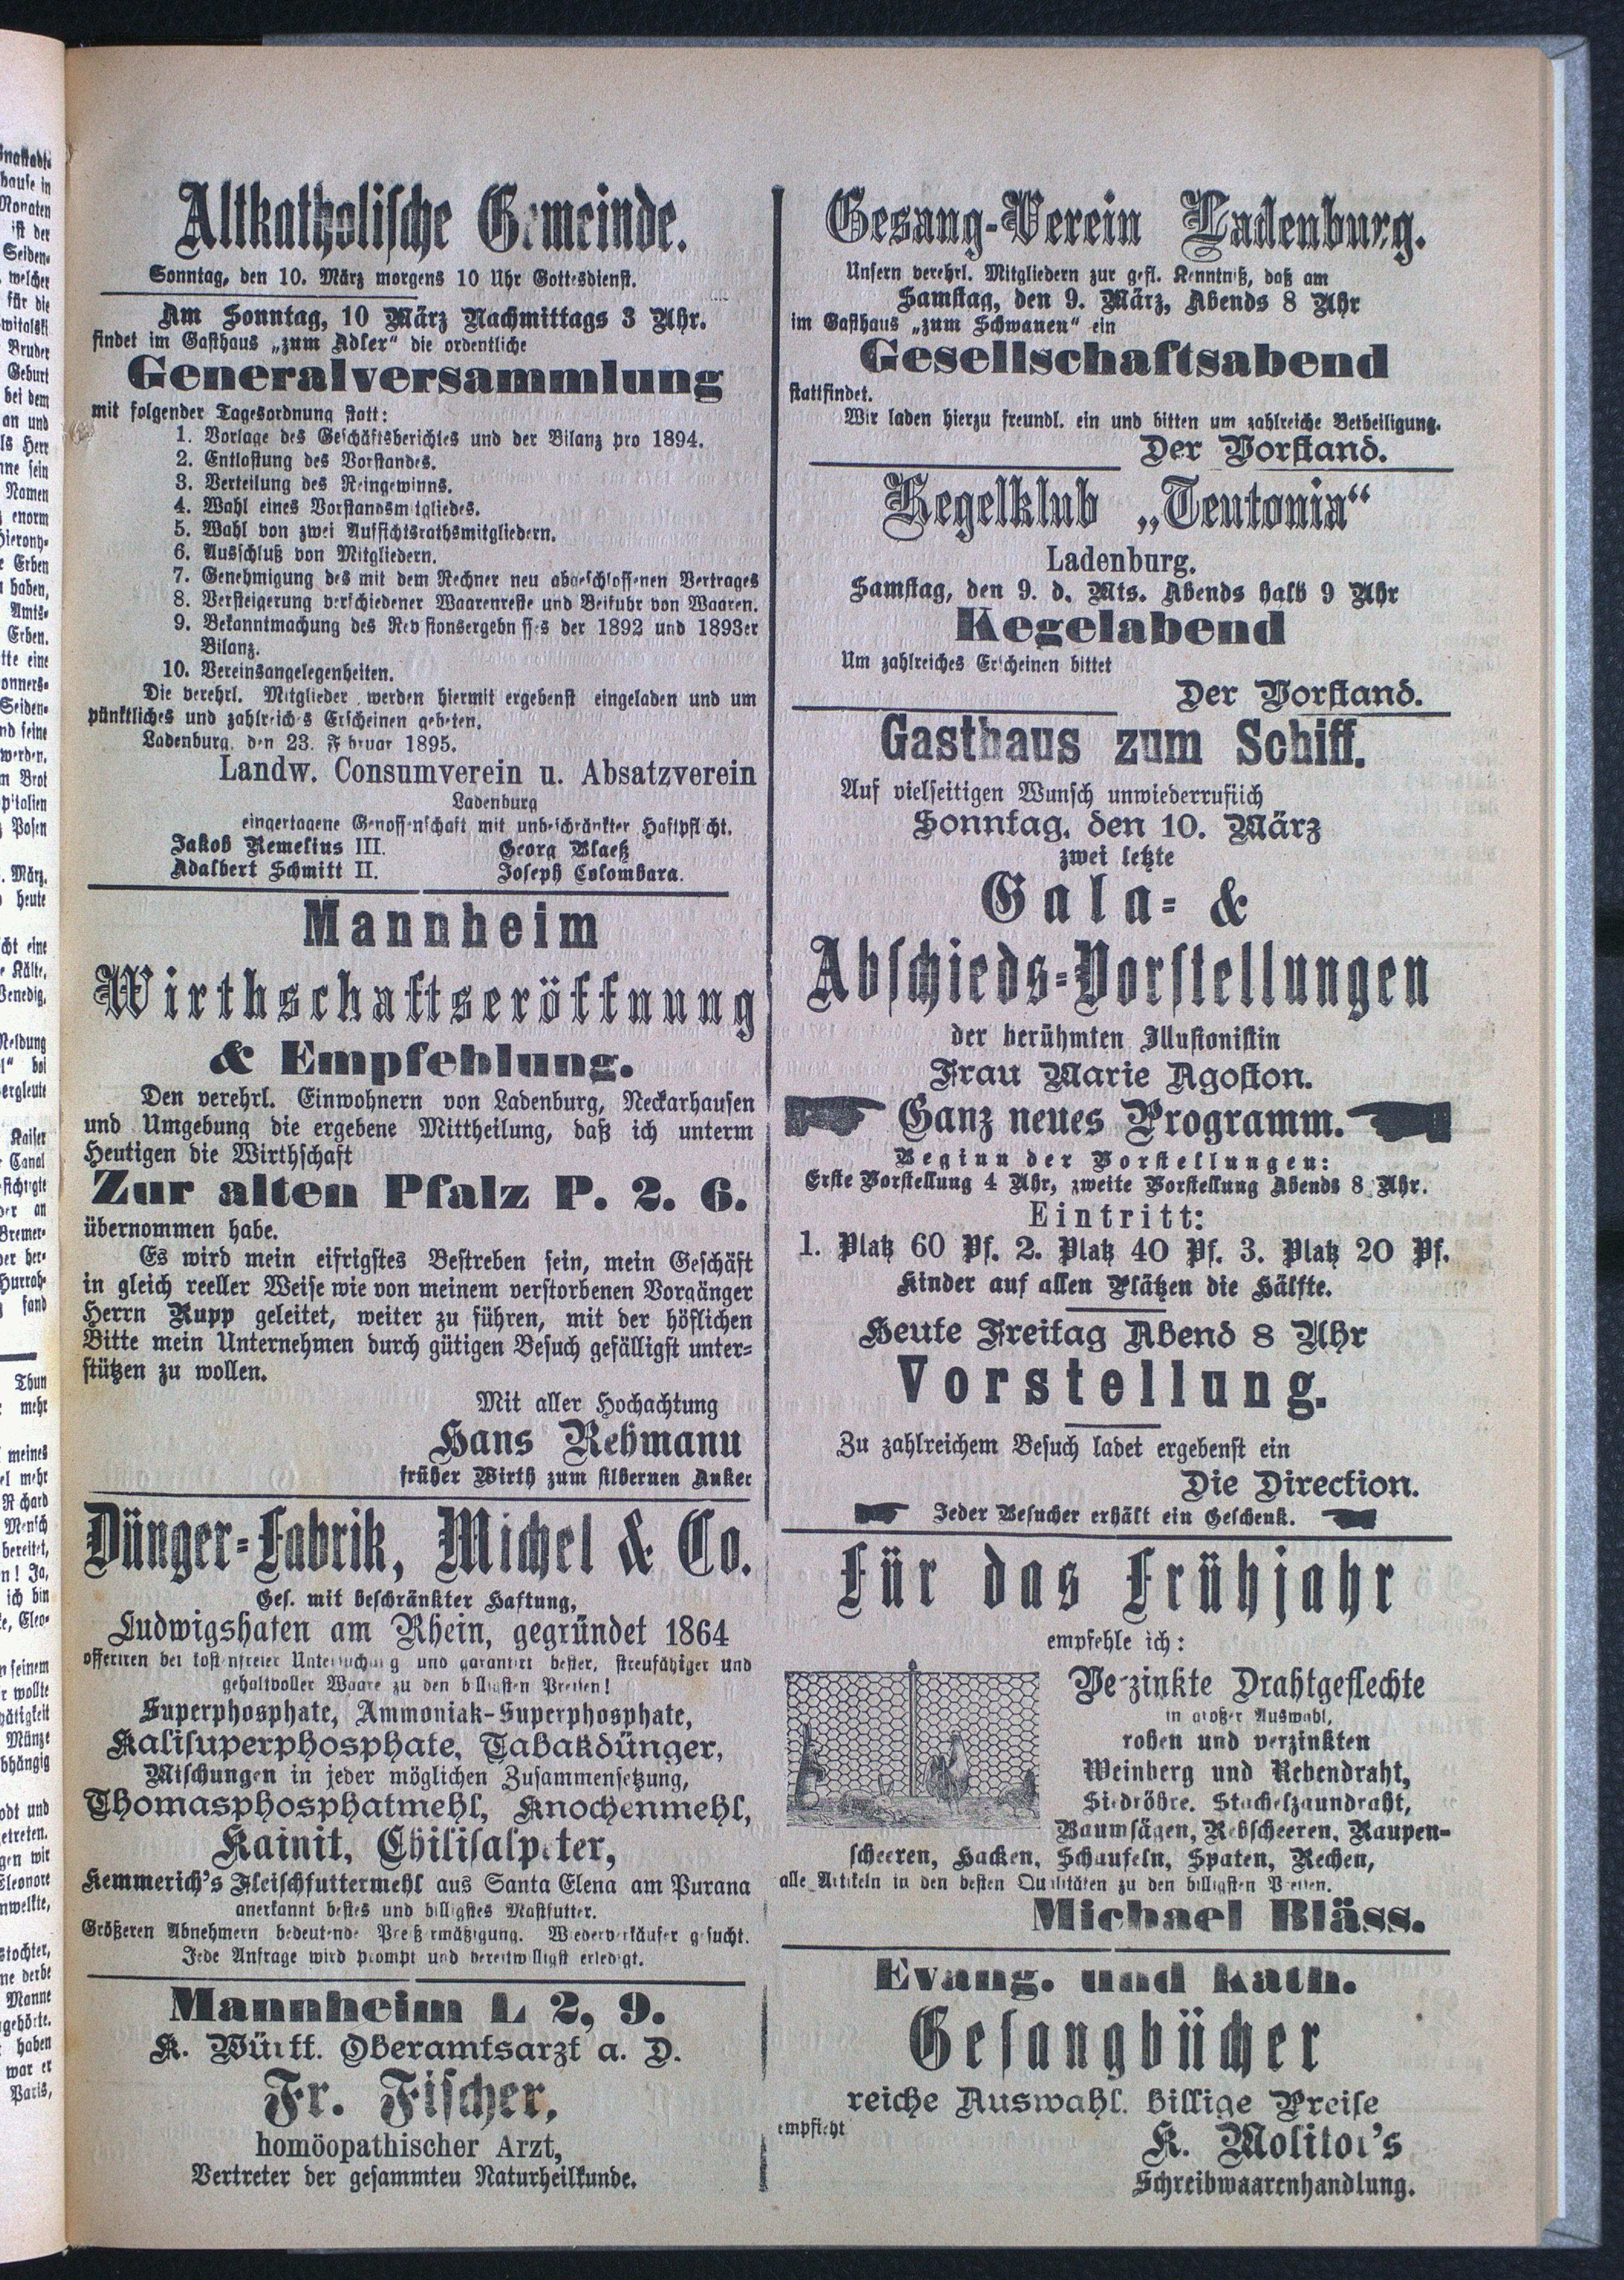 Altkatholische Gemeinde.
Sonntag, den 10. März morgens 10 Uhr Gottesdienst.
Am Sonntag, 10 März Nachmittags 3 Uhr.
findet im Gasthaus „zum Adler“ die ordentliche
Generalversammlung
mit folgender Tagesordnung statt:
1. Vorlage des Geschäftsberichtes und der Bilanz pro 1894.
2. Entlastung des Vorstandes.
3. Verteilung des Reingewinns.
4. Wahl eines Vorstandsmitgliedes.
5. Wahl von zwei Aufsichtsrathsmitgliedern.
6. Ausschluß von Mitgliedern.
7. Genehmigung des mit dem Rechner neu abgeschlossenen Vertrages
8. Versteigerung verschiedener Waarenreste und Beifuhr von Waaren.
9. Bekanntmachung des Revisionsergebnisses der 1892 und 1893er
Bilanz.
10. Vereinsangelegenheiten.
Die verehrl. Mitglieder werden hiermit ergebenst eingeladen und um
pünktliches und zahlreiches Erscheinen gebeten.
Ladenburg, den 23. Februar 1895.
Landw. Consumverein u. Absatzverein
Ladenburg
eingertagene Genossenschaft mit unbeschränkter Haftpflicht.
Jakob Remelius III. Georg Blaeß
Adalbert Schmitt II. Joseph Colombara.
Mannheim
Wirthschaftseröffnung
& Empfehlung.
Den verehrl. Einwohnern von Ladenburg, Neckarhausen
und Umgebung die ergebene Mittheilung, daß ich unterm
Heutigen die Wirthschaft
Zur alten Pfalz P. 2. 6.
übernommen habe.
Es wird mein eifrigstes Bestreben sein, mein Geschäft
in gleich reeller Weise wie von meinem verstorbenen Vorgänger
Herrn Rupp geleitet, weiter zu führen, mit der höflichen
Bitte mein Unternehmen durch gütigen Besuch gefälligst unter-
stützen zu wollen.
Mit aller Hochachtung
Hans Rehmann
früher Wirth zum silbernen Anker
Dünger-Fabrik, Michel & Co.
Ges. mit beschränkter Haftung,
Ludwigshafen am Rhein, gegründet 1864
offeriren bei kostenfreier Untersuchung und garantirt bester, streufähiger und
gehaltvoller Waare zu den billigsten Preisen!
Superphosphate, Ammoniak-Superphosphate,
Kalisuperphosphate, Tabakdünger,
Mischungen in jeder möglichen Zusammensetzung,
Thomasphosphatmehl, Knochenmehl,
Kainit, Chilisalpeter,
Kemmerich's Fleischfuttermehl aus Santa Elena am Purana
anerkannt bestes und billigstes Mastfutter.
Größeren Abnehmern bedeutende Preßermäßigung. Wiederverkäufer gesucht.
Jede Anfrage wird prompt und bereitwilligst erledigt.
Mannheim L 2, 9.
K. Württ. Oberamtsarzt a. D.
Fr. Fischer,
homöopathischer Arzt,
Vertreter der gesammten Naturheilkunde.
Gesang-Verein Ladenburg.
Unsern verehrl. Mitgliedern zur gefl. Kenntniß, daß am
Samstag, den 9. März, Abends 8 Uhr
im Gasthaus „zum Schwanen“ ein
Gesellschaftsabend
stattfindet.
Wir laden hierzu freundl. ein und bitten um zahlreiche Betheiligung.
Der Vorstand.
Kegelklub „Teutonia“
Ladenburg.
Samstag, den 9. d. Mts. Abends halb 9 Uhr
Kegelabend
Um zahlreiches Erscheinen bittet
Der Vorstand.
Gasthaus zum Schiff.
Auf vielseitigen Wunsch unwiederruflich
Sonntag, den 10. März
zwei letzte
Gala- &
Abschieds-Vorstellungen
der berühmten Illusionistin
Frau Marie Agoston.
Ganz neues Programm.
Beginn der Vorstellungen:
Erste Vorstellung 4 Uhr, zweite Vorstellung Abends 8 Uhr.
Eintritt:
1. Platz 60 Pf. 2. Platz 40 Pf. 3. Platz 20 Pf.
Kinder auf allen Plätzen die Hälfte.
Heute Freitag Abend 8 Uhr
Vorstellung.
Zu zahlreichem Besuch ladet ergebenst ein
Die Direction.
Jeder Besucher erhält ein Geschenk.
Für das Frühjahr
empfehle ich:
Verzinkte Drahtgeflechte
in großer Auswahl,
rohen und verzinkten
Weinberg und Rebendraht,
Siedröhre, Stachelzaundraht,
Baumsägen, Rebscheeren, Raupen-
scheeren, Hacken, Schaufeln, Spaten, Rechen,
alle Artikeln in den besten Qualitäten zu den billigsten Preisen.
Michael Bläss.
Evang. und kath.
Gesangbücher
reiche Auswahl, billige Preise
empfieht
K. Molitor's
Schreibwaarenhandlung.